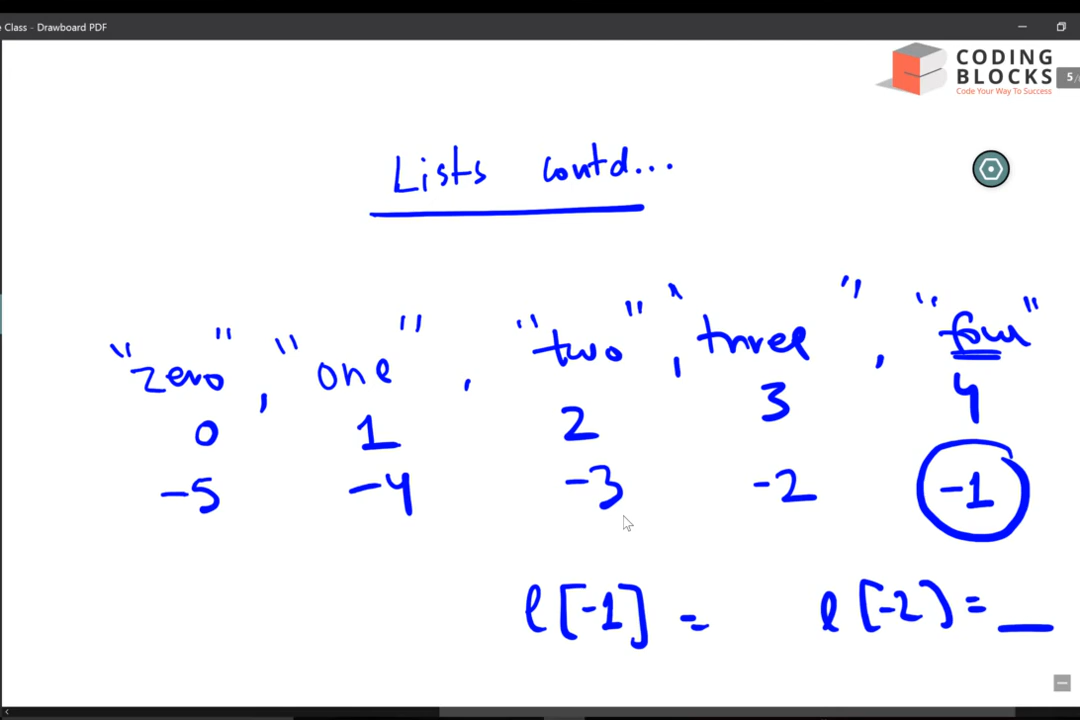 e Class - Drawboard PDF
CODING
BLOCKS
Code Your Way To Success
5/
Lists contd...
"zero", "one", "two", "three", "four"
0 1 2 3 4
-5 -4 -3 -2 -1
l[-1] = l[-2] = __